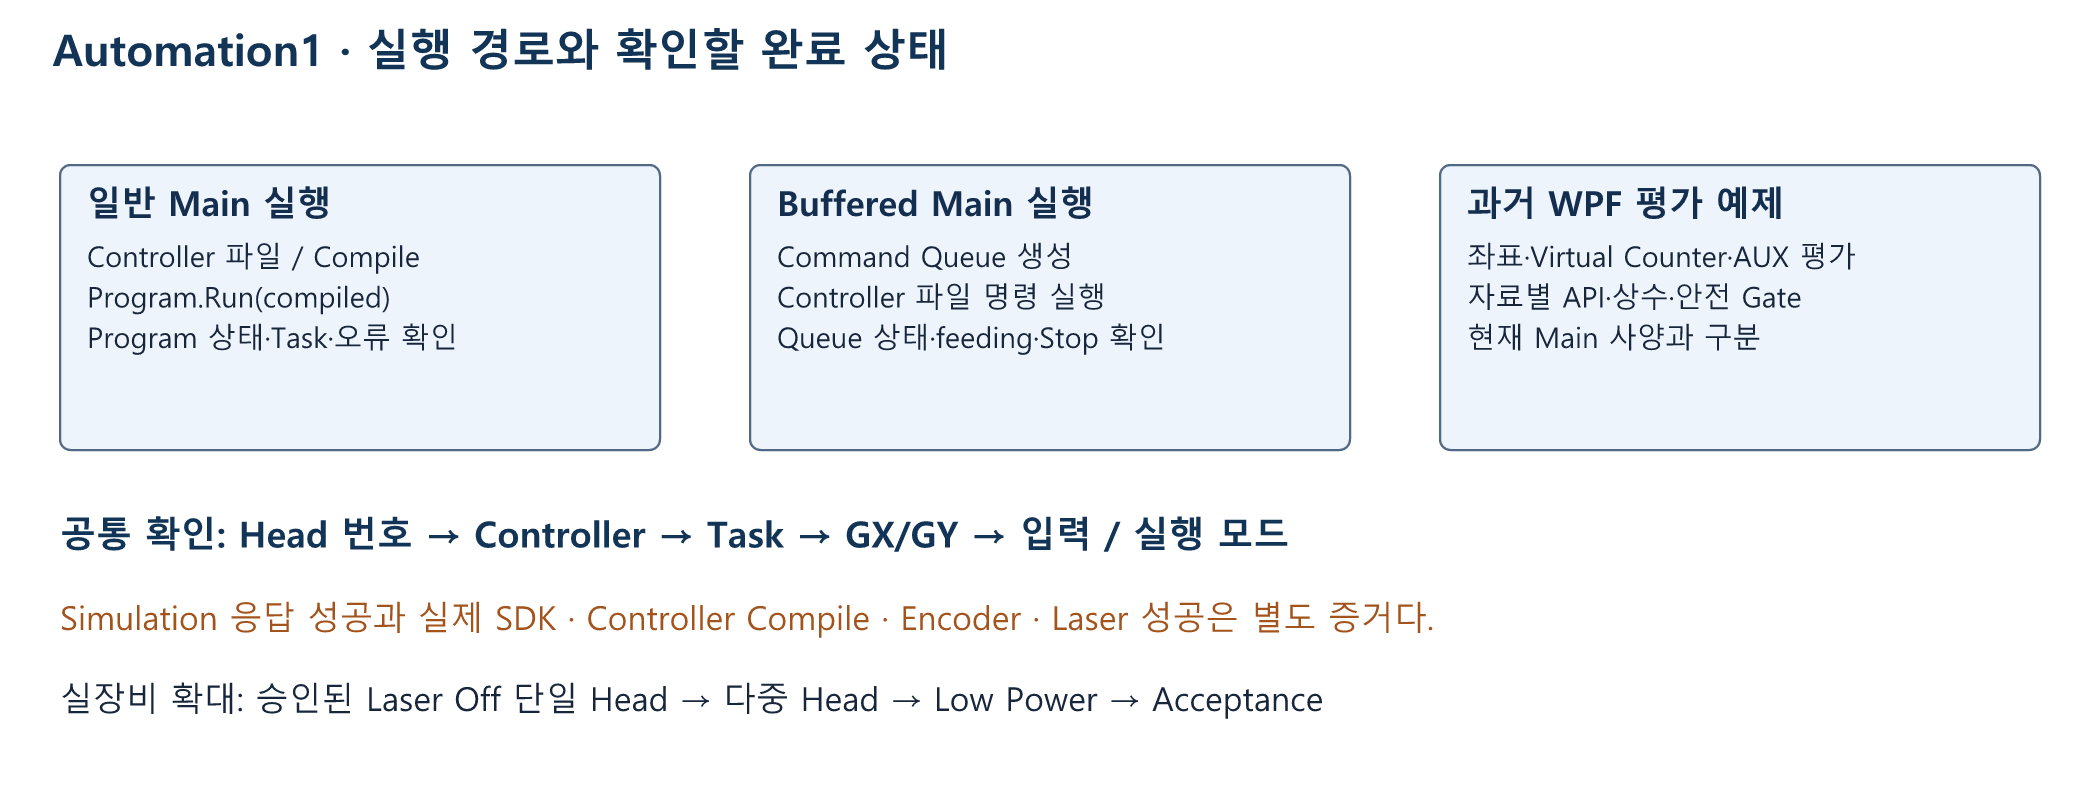 Automation1 · 실행 경로와 확인할 완료 상태
일반 Main 실행
Controller 파일 / Compile
Program.Run(compiled)
Program 상태·Task·오류 확인
Buffered Main 실행
Command Queue 생성
Controller 파일 명령 실행
Queue 상태·feeding·Stop 확인
과거 WPF 평가 예제
좌표·Virtual Counter·AUX 평가
자료별 API·상수·안전 Gate
현재 Main 사양과 구분
공통 확인: Head 번호 → Controller → Task → GX/GY → 입력 / 실행 모드
Simulation 응답 성공과 실제 SDK · Controller Compile · Encoder · Laser 성공은 별도 증거다.
실장비 확대: 승인된 Laser Off 단일 Head → 다중 Head → Low Power → Acceptance